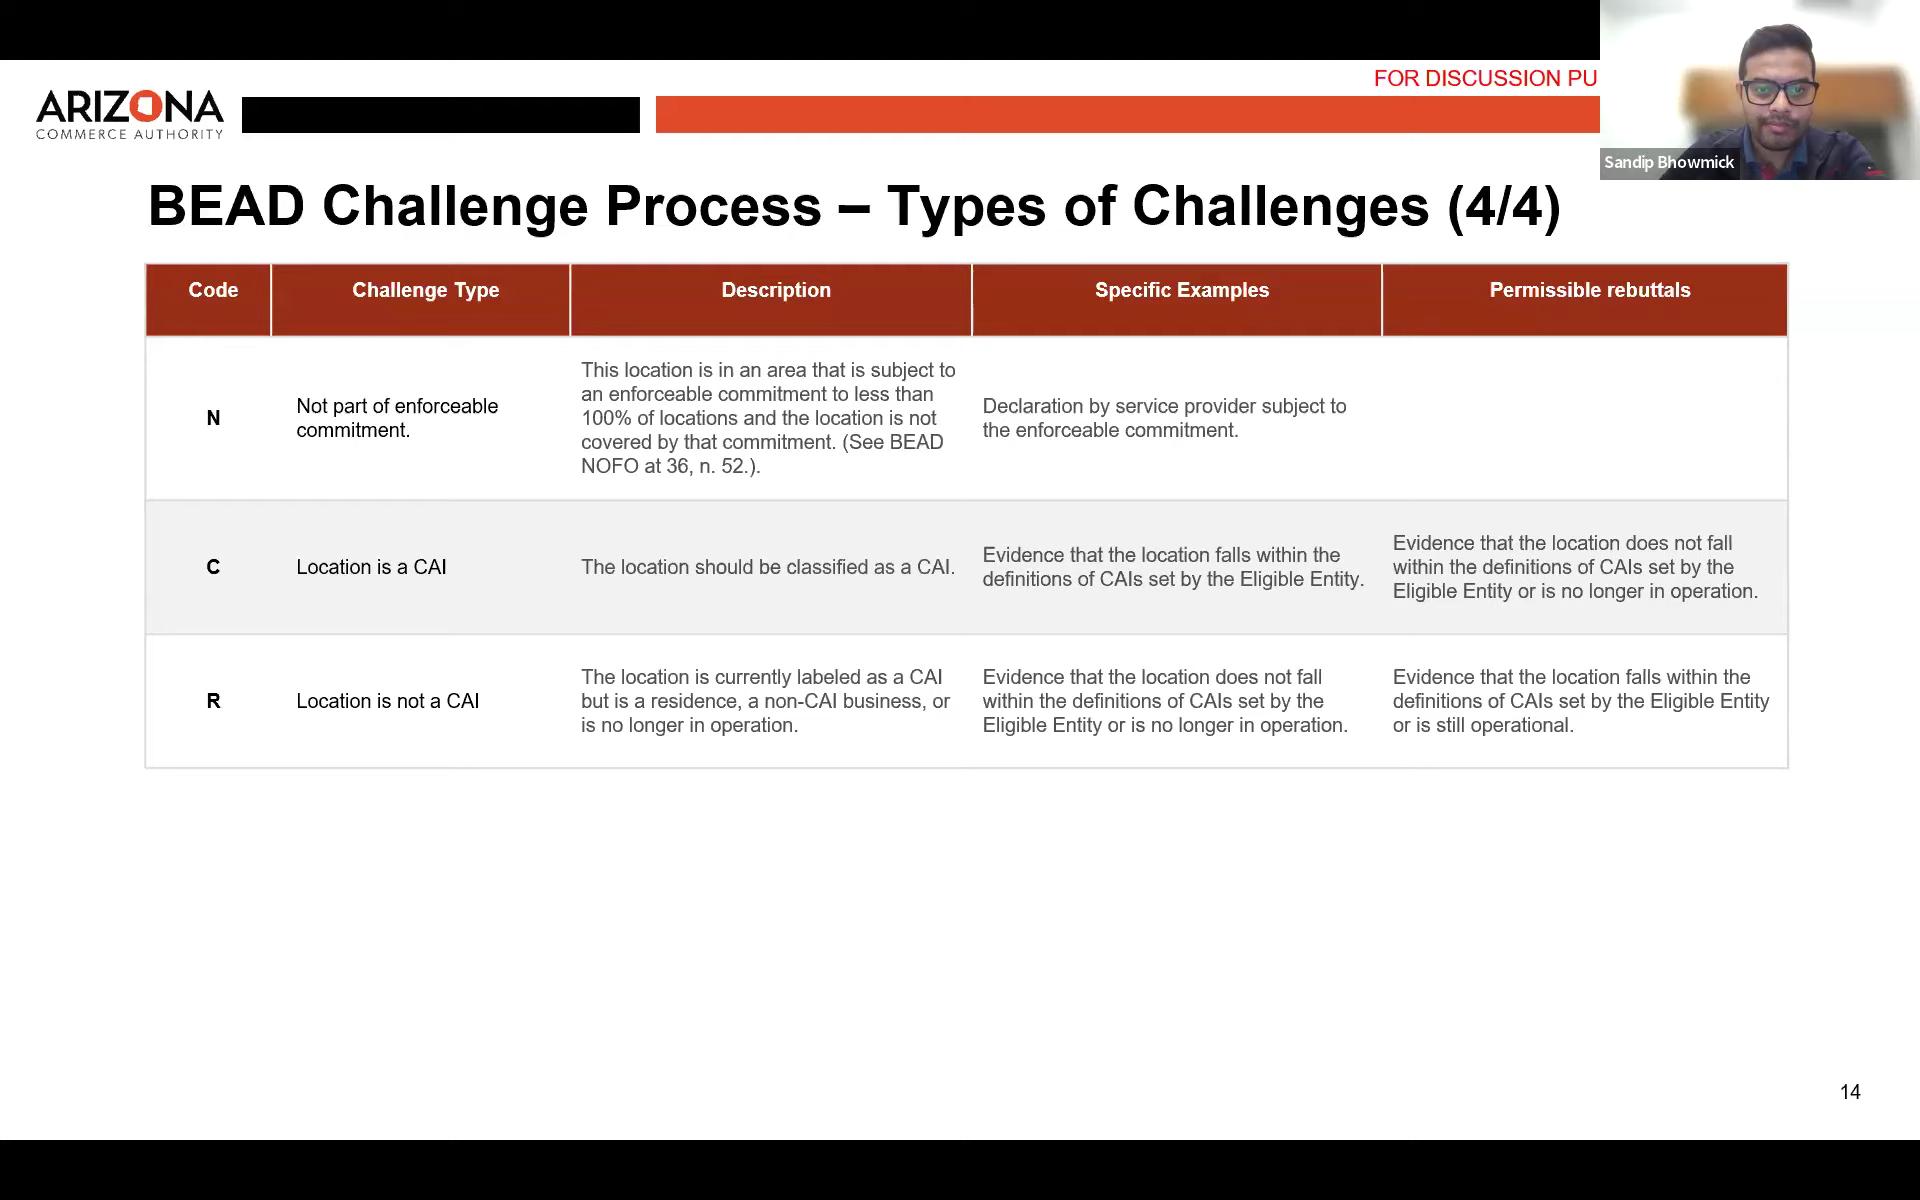 FOR DISCUSSION PU
ARIZONA
COMMERCE AUTHORITY
Sandip Bhowmick
BEAD Challenge Process – Types of Challenges (4/4)
Code
Challenge Type
Description
Specific Examples
Permissible rebuttals
N
Not part of enforceable
commitment.
This location is in an area that is subject to
an enforceable commitment to less than
100% of locations and the location is not
covered by that commitment. (See BEAD
NOFO at 36, n. 52.).
Declaration by service provider subject to
the enforceable commitment.
C
Location is a CAI
The location should be classified as a CAI.
Evidence that the location falls within the
definitions of CAIs set by the Eligible Entity.
Evidence that the location does not fall
within the definitions of CAIs set by the
Eligible Entity or is no longer in operation.
R
Location is not a CAI
The location is currently labeled as a CAI
but is a residence, a non-CAI business, or
is no longer in operation.
Evidence that the location does not fall
within the definitions of CAIs set by the
Eligible Entity or is no longer in operation.
Evidence that the location falls within the
definitions of CAIs set by the Eligible Entity
or is still operational.
14